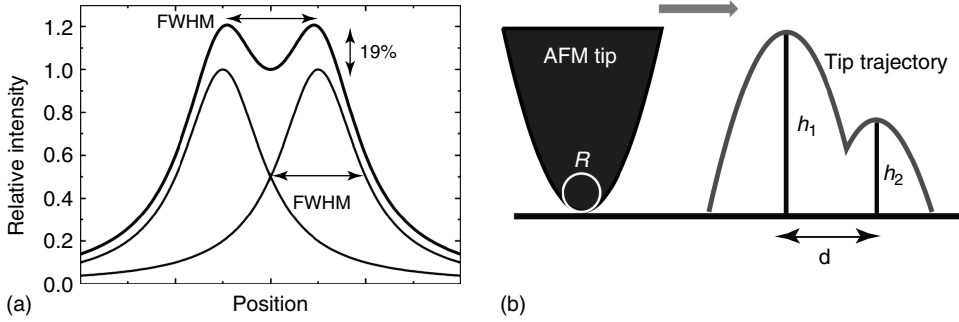 1.2
1.0
0.8
0.6
0.4
0.2
0.0
Relative intensity
FWHM
19%
FWHM
Position
(a)
AFM tip
R
Tip trajectory
h1
h2
d
(b)